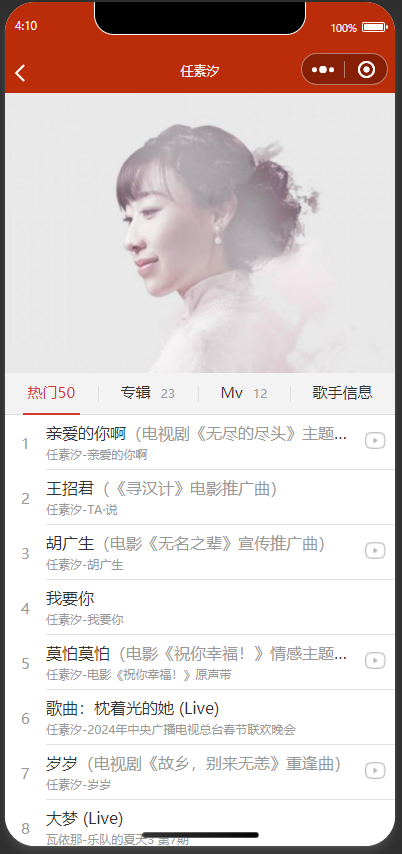 4:10
100%
任素汐
热门50
专辑 23
Mv 12
歌手信息
1
亲爱的你啊（电视剧《无尽的尽头》主题...
任素汐-亲爱的你啊
2
王招君（《寻汉计》电影推广曲）
任素汐-TA·说
3
胡广生（电影《无名之辈》宣传推广曲）
任素汐-胡广生
4
我要你
任素汐-我要你
5
莫怕莫怕（电影《祝你幸福！》情感主题...
任素汐-电影《祝你幸福！》原声带
6
歌曲：枕着光的她 (Live)
任素汐-2024年中央广播电视总台春节联欢晚会
7
岁岁（电视剧《故乡，别来无恙》重逢曲）
任素汐-岁岁
8
大梦 (Live)
瓦依那-乐队的夏天3 第7期